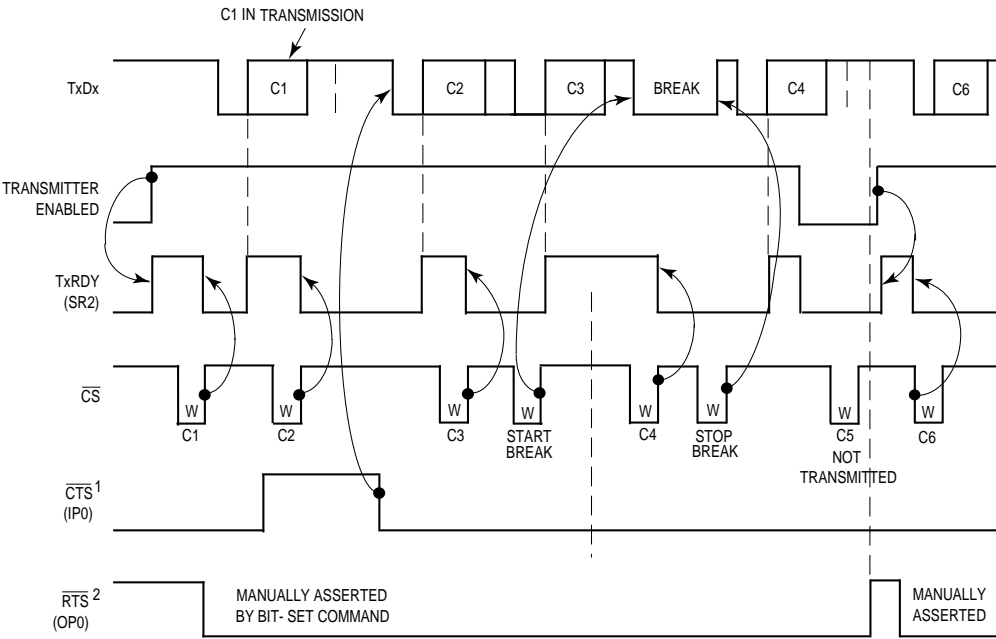 C1 IN TRANSMISSION
TxDx
C1
C2
C3
BREAK
C4
C6
TRANSMITTER
ENABLED
TxRDY
(SR2)
CS
W
W
W
W
W
W
W
W
C1
C2
C3
START
BREAK
C4
STOP
BREAK
C5
NOT
TRANSMITTED
C6
CTS 1
(IP0)
RTS 2
(OP0)
MANUALLY ASSERTED
BY BIT- SET COMMAND
MANUALLY
ASSERTED